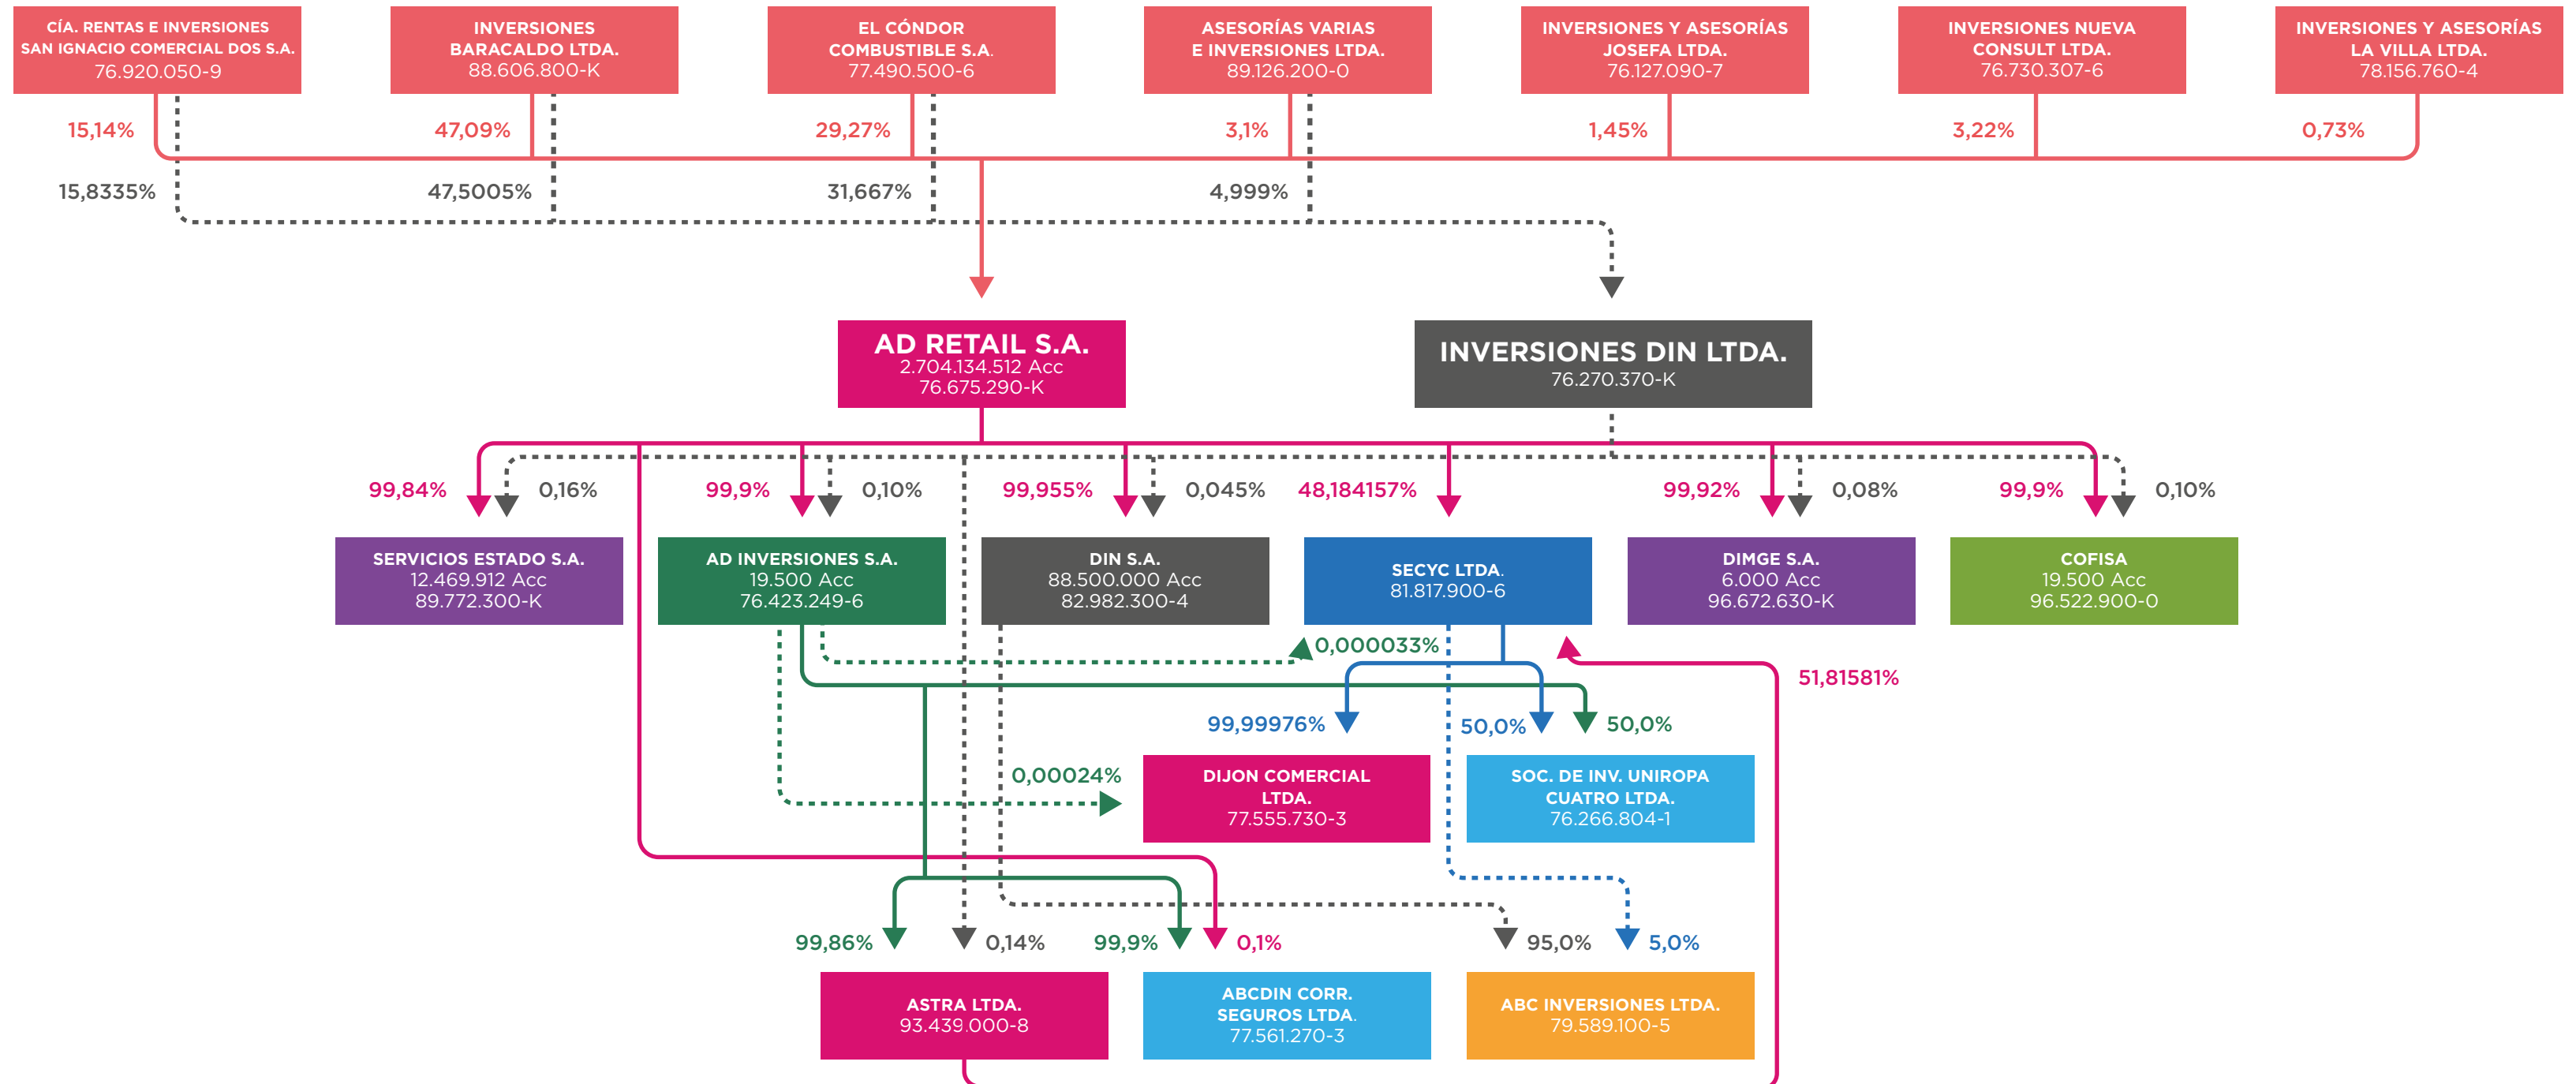 CÍA. RENTAS E INVERSIONES
SAN IGNACIO COMERCIAL DOS S.A.
76.920.050-9
INVERSIONES
BARACALDO LTDA.
88.606.800-K
EL CÓNDOR
COMBUSTIBLE S.A.
77.490.500-6
ASESORÍAS VARIAS
E INVERSIONES LTDA.
89.126.200-0
INVERSIONES Y ASESORÍAS
JOSEFA LTDA.
76.127.090-7
INVERSIONES NUEVA
CONSULT LTDA.
76.730.307-6
INVERSIONES Y ASESORÍAS
LA VILLA LTDA.
78.156.760-4
15,14%
47,09%
29,27%
3,1%
1,45%
3,22%
0,73%
15,8335%
47,5005%
31,667%
4,999%
AD RETAIL S.A.
2.704.134.512 Acc
76.675.290-K
INVERSIONES DIN LTDA.
76.270.370-K
99,84%
0,16%
99,9%
0,10%
99,955%
0,045%
48,184157%
99,92%
0,08%
99,9%
0,10%
SERVICIOS ESTADO S.A.
12.469.912 Acc
89.772.300-K
AD INVERSIONES S.A.
19.500 Acc
76.423.249-6
DIN S.A.
88.500.000 Acc
82.982.300-4
SECYC LTDA.
81.817.900-6
DIMGE S.A.
6.000 Acc
96.672.630-K
COFISA
19.500 Acc
96.522.900-0
0,000033%
51,81581%
99,99976%
50,0%
50,0%
0,00024%
DIJON COMERCIAL
LTDA.
77.555.730-3
SOC. DE INV. UNIROPA
CUATRO LTDA.
76.266.804-1
99,86%
0,14%
99,9%
0,1%
95,0%
5,0%
ASTRA LTDA.
93.439.000-8
ABCDIN CORR.
SEGUROS LTDA.
77.561.270-3
ABC INVERSIONES LTDA.
79.589.100-5